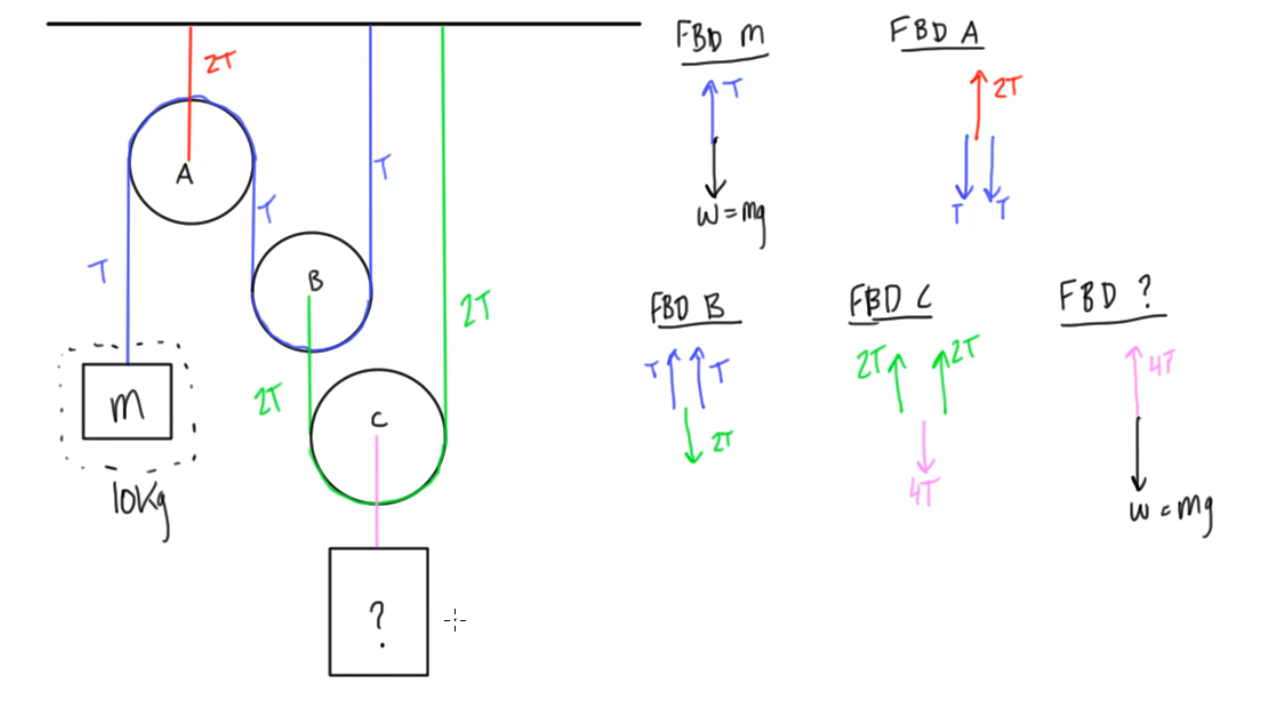 2T
A
T
T
T
B
2T
2T
C
m
10Kg
?
FBD m
T
W=mg
FBD A
2T
T T
FBD B
T T
2T
FBD C
2T 2T
4T
FBD ?
4T
W=mg